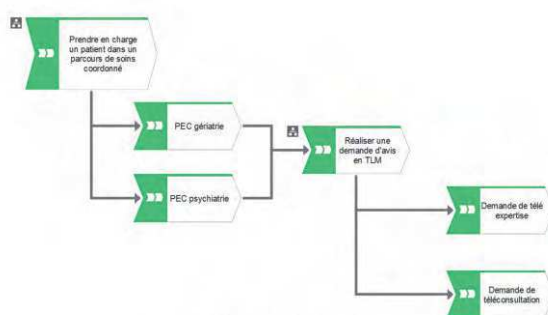 Prendre en charge
un patient dans un
parcours de soins
coordonné
PEC gériatrie
PEC psychiatrie
Réaliser une
demande d'avis
en TLM
Demande de télé
expertise
Demande de
téléconsultation